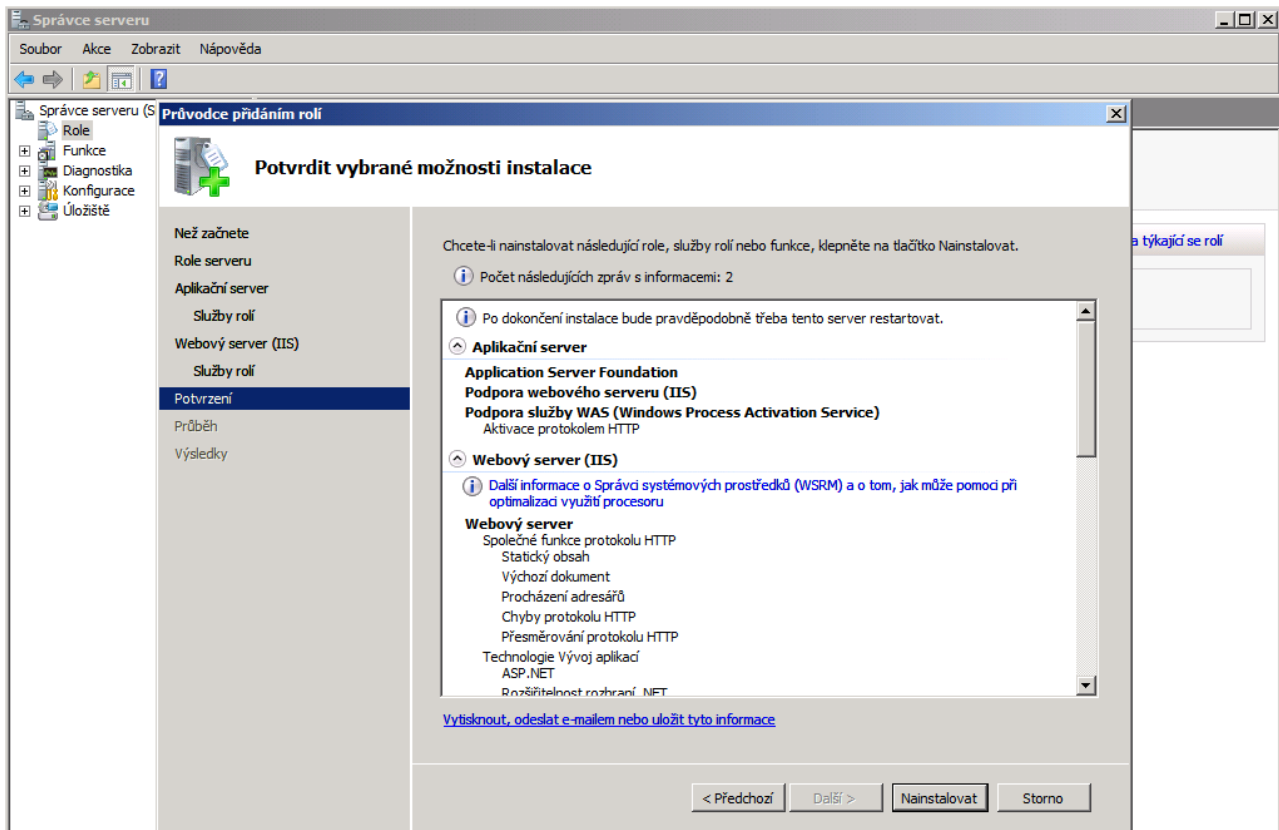 Správce serveru
Soubor Akce Zobrazit Nápověda
Správce serveru (S
Role
Funkce
Diagnostika
Konfigurace
Úložiště
Průvodce přidáním rolí
Potvrdit vybrané možnosti instalace
Než začnete
Role serveru
Aplikační server
Služby rolí
Webový server (IIS)
Služby rolí
Potvrzení
Průběh
Výsledky
Chcete-li nainstalovat následující role, služby rolí nebo funkce, klepněte na tlačítko Nainstalovat.
Počet následujících zpráv s informacemi: 2
Po dokončení instalace bude pravděpodobně třeba tento server restartovat.
Aplikační server
Application Server Foundation
Podpora webového serveru (IIS)
Podpora služby WAS (Windows Process Activation Service)
Aktivace protokolem HTTP
Webový server (IIS)
Další informace o Správci systémových prostředků (WSRM) a o tom, jak může pomoci při
optimalizaci využití procesoru
Webový server
Společné funkce protokolu HTTP
Statický obsah
Výchozí dokument
Procházení adresářů
Chyby protokolu HTTP
Přesměrování protokolu HTTP
Technologie Vývoj aplikací
ASP.NET
Rozšiřitelnost rozhraní .NET
Vytisknout, odeslat e-mailem nebo uložit tyto informace
< Předchozí Další > Nainstalovat Storno
a týkající se rolí